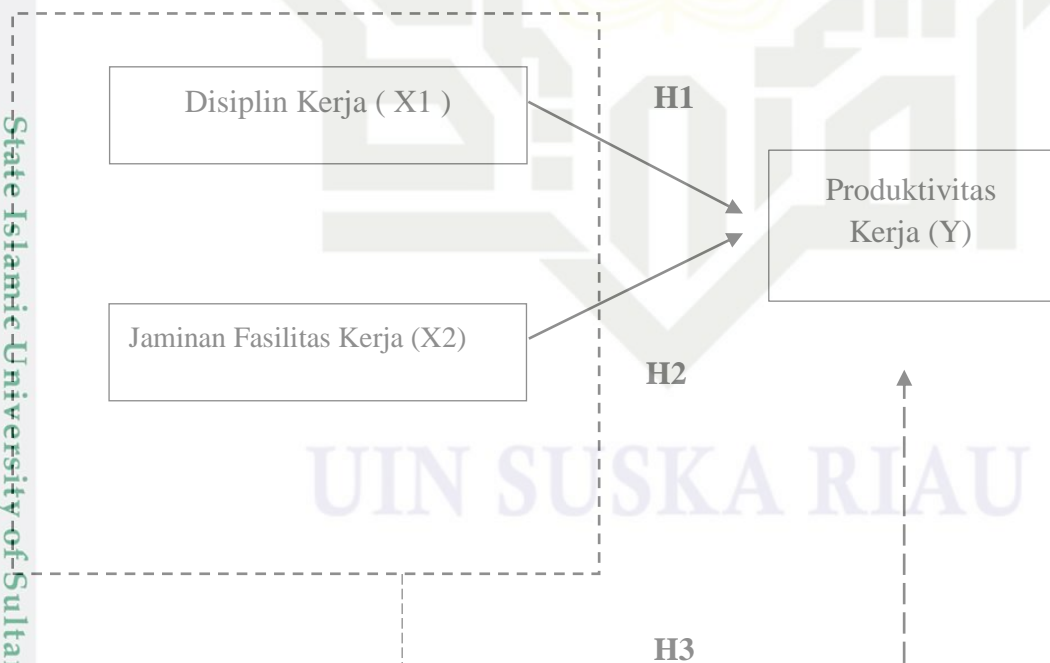 Disiplin Kerja ( X1 )
H1
Produktivitas
Kerja (Y)
Jaminan Fasilitas Kerja (X2)
H2
UIN SUSKA RIAU
H3
State Islamic University of Sulta